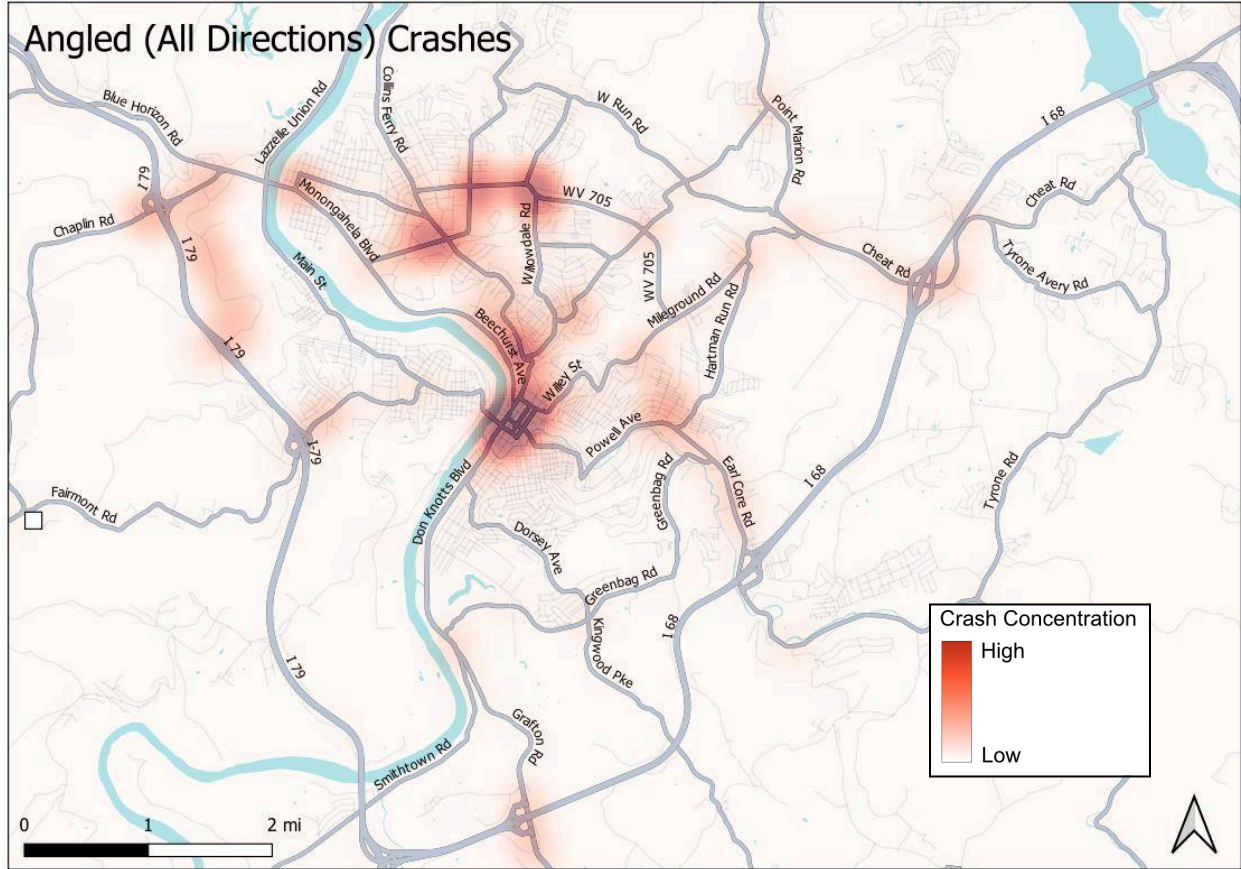 Angled (All Directions) Crashes
Blue Horizon Rd
Lazzelle Union Rd
Collins Ferry Rd
W Run Rd
Point Marion Rd
I 68
I 79
Chaplin Rd
Monongahela Blvd
WV 705
Willowdale Rd
Cheat Rd
Tyrone Avery Rd
I 79
Main St
WV 705
Cheat Rd
Mileground Rd
Hartman Run Rd
Beechurst Ave
I 79
Willey St
Powell Ave
I-79
Fairmont Rd
Don Knotts Blvd
Greenbag Rd
Earl Core Rd
I 68
Tyrone Rd
Dorsey Ave
Greenbag Rd
Kingwood Pke
I 68
I 79
Grafton Rd
Smithtown Rd
Crash Concentration
High
Low
0 1 2 mi